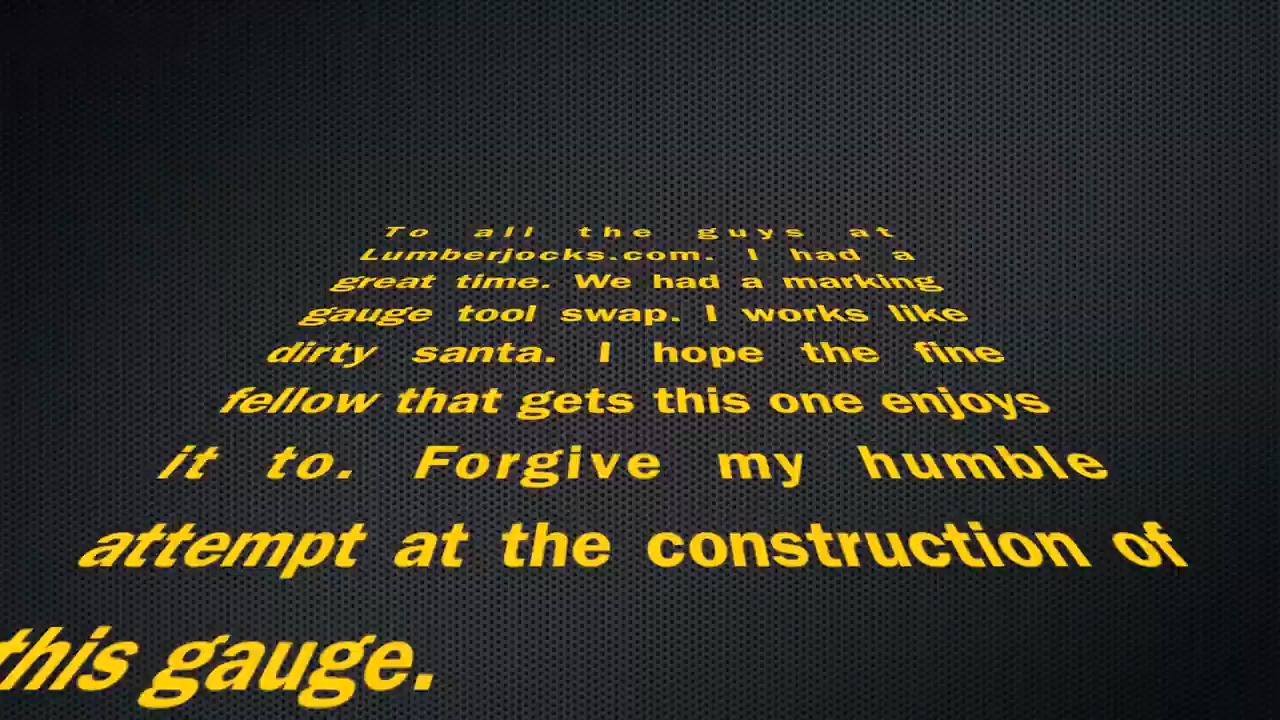 To all the guys at
Lumberjocks.com. I had a
great time. We had a marking
gauge tool swap. I works like
dirty santa. I hope the fine
fellow that gets this one enjoys
it to. Forgive my humble
attempt at the construction of
this gauge.